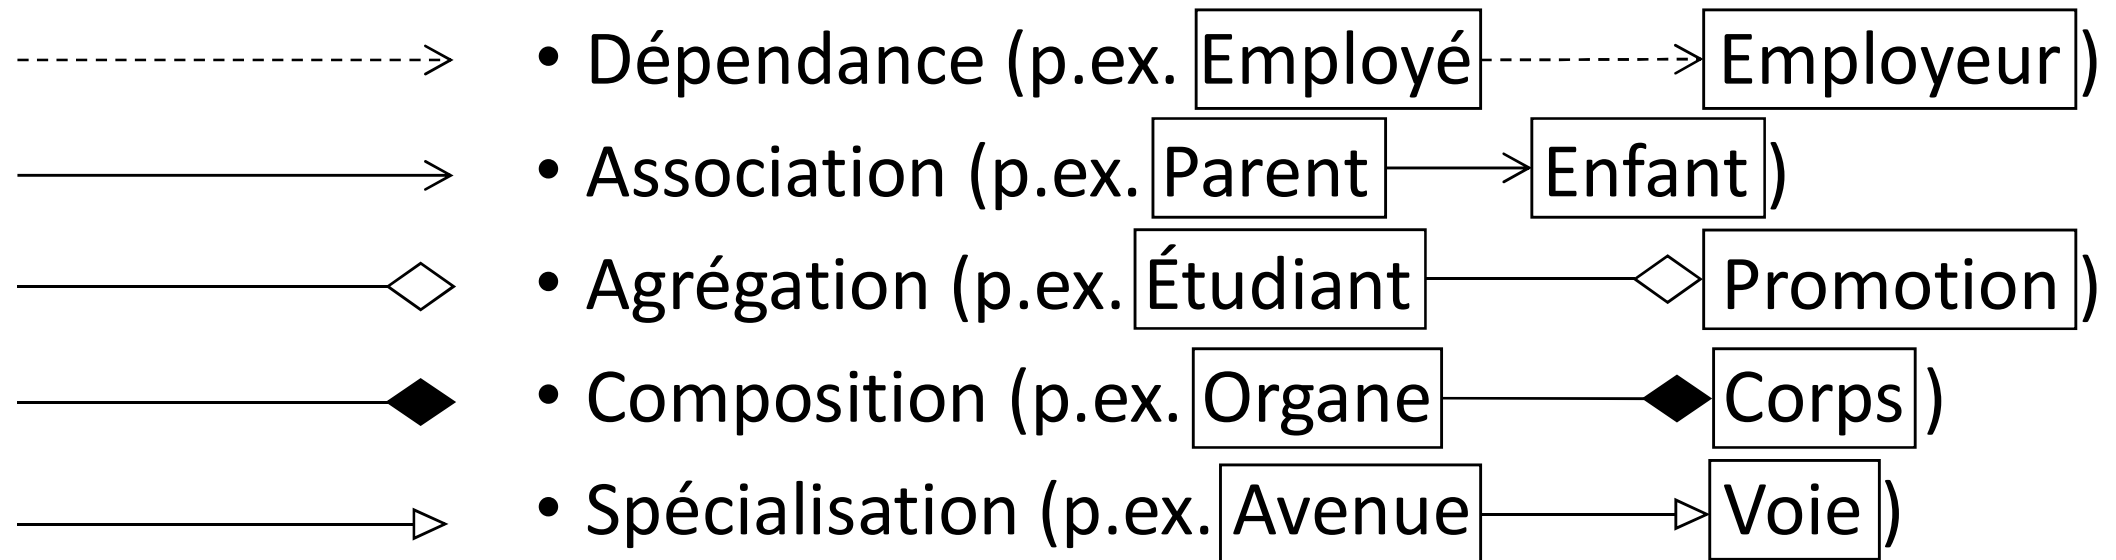 • Dépendance (p.ex. Employé Employeur )
• Association (p.ex. Parent Enfant )
• Agrégation (p.ex. Étudiant Promotion )
• Composition (p.ex. Organe Corps )
• Spécialisation (p.ex. Avenue Voie )